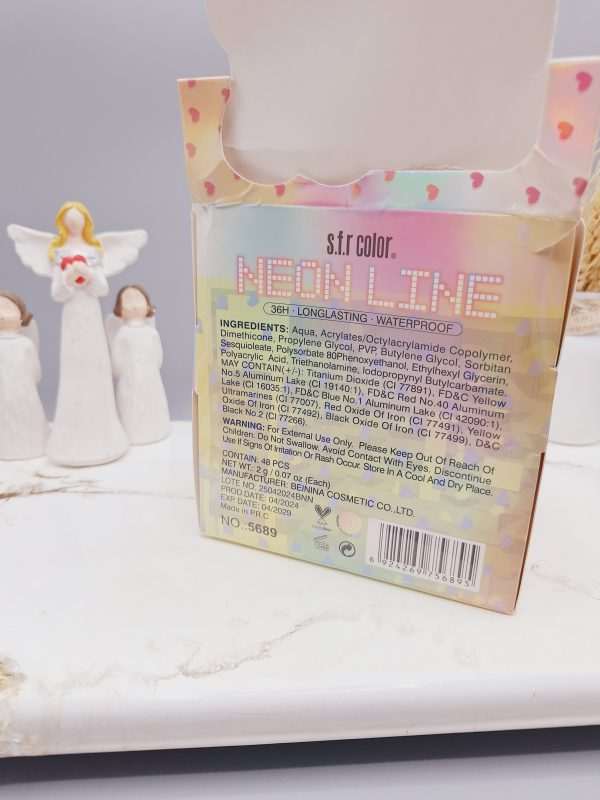 s.f.r color®
NEON LINE
36H · LONGLASTING · WATERPROOF
INGREDIENTS: Aqua, Acrylates/Octylacrylamide Copolymer,
Dimethicone, Propylene Glycol, PVP, Butylene Glycol, Sorbitan
Sesquioleate, Polysorbate 80Phenoxyethanol, Ethylhexyl Glycerin,
Polyacrylic Acid, Triethanolamine, Iodopropynyl Butylcarbamate.
MAY CONTAIN(+/-): Titanium Dioxide (CI 77891), FD&C Yellow
No.5 Aluminum Lake (CI 19140:1), FD&C Red No.40 Aluminum
Lake (CI 16035:1), FD&C Blue No.1 Aluminum Lake (CI 42090:1),
Ultramarines (CI 77007), Red Oxide Of Iron (CI 77491), Yellow
Oxide Of Iron (CI 77492), Black Oxide Of Iron (CI 77499), D&C
Black No.2 (CI 77266).
WARNING: For External Use Only. Please Keep Out Of Reach Of
Children. Do Not Swallow. Avoid Contact With Eyes. Discontinue
Use If Signs Of Irritation Or Rash Occur. Store In A Cool And Dry Place.
CONTAIN: 48 PCS
NET WT.: 2 g / 0.07 oz (Each)
MANUFACTURER: BEININA COSMETIC CO.,LTD.
LOTE NO: 25042024BNN
PROD.DATE: 04/2024
EXP. DATE: 04/2029
Made in P.R.C
NO.:5689
6 924269 756895